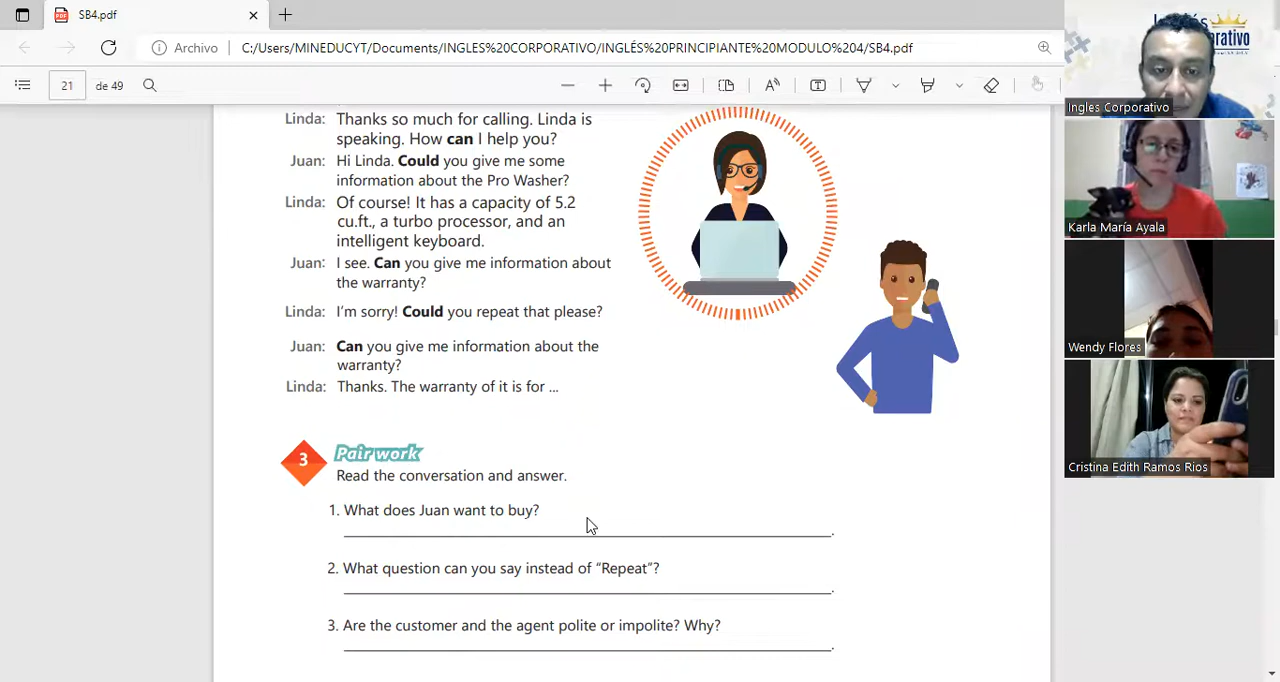 SB4.pdf
Archivo
C:/Users/MINEDUCYT/Documents/INGLES%20CORPORATIVO/INGLÉS%20PRINCIPIANTE%20MODULO%204/SB4.pdf
21 de 49
Linda: Thanks so much for calling. Linda is
speaking. How can I help you?
Juan: Hi Linda. Could you give me some
information about the Pro Washer?
Linda: Of course! It has a capacity of 5.2
cu.ft., a turbo processor, and an
intelligent keyboard.
Juan: I see. Can you give me information about
the warranty?
Linda: I'm sorry! Could you repeat that please?
Juan: Can you give me information about the
warranty?
Linda: Thanks. The warranty of it is for ...
3 Pair work
Read the conversation and answer.
1. What does Juan want to buy?
2. What question can you say instead of “Repeat”?
3. Are the customer and the agent polite or impolite? Why?
Ingles Corporativo
Karla María Ayala
Wendy Flores
Cristina Edith Ramos Rios